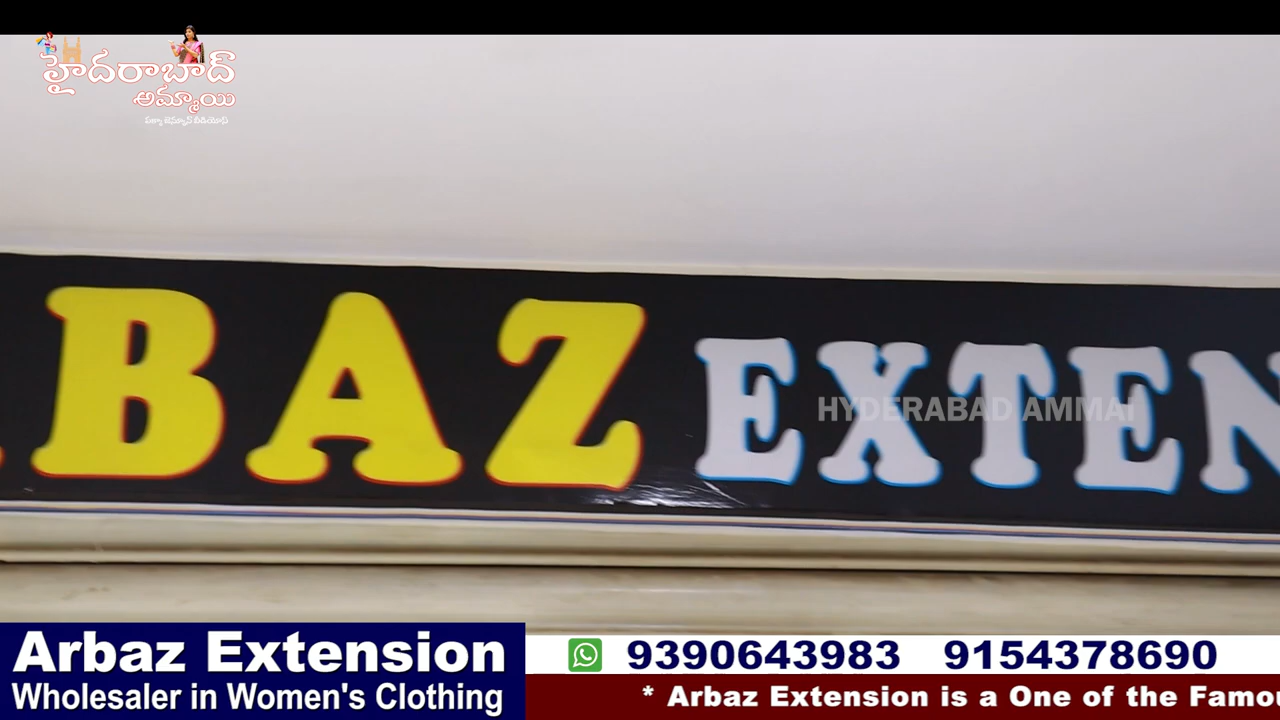 హైదరాబాద్
అమ్మాయి
పక్కా జెన్యూన్ వీడియోస్
BAZ EXTEN
HYDERABAD AMMAI
Arbaz Extension
Wholesaler in Women's Clothing
9390643983 9154378690
* Arbaz Extension is a One of the Famou